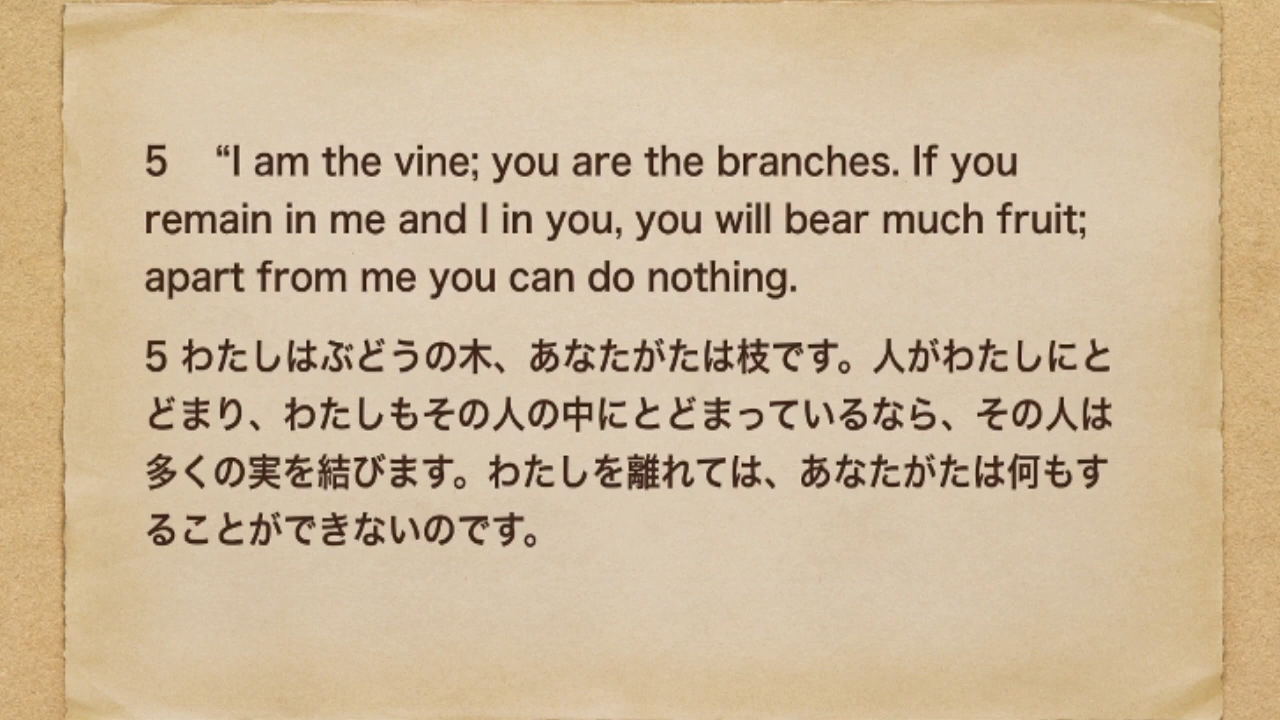 5 “I am the vine; you are the branches. If you
remain in me and I in you, you will bear much fruit;
apart from me you can do nothing.
5 わたしはぶどうの木、あなたがたは枝です。人がわたしにと
どまり、わたしもその人の中にとどまっているなら、その人は
多くの実を結びます。わたしを離れては、あなたがたは何もす
ることができないのです。